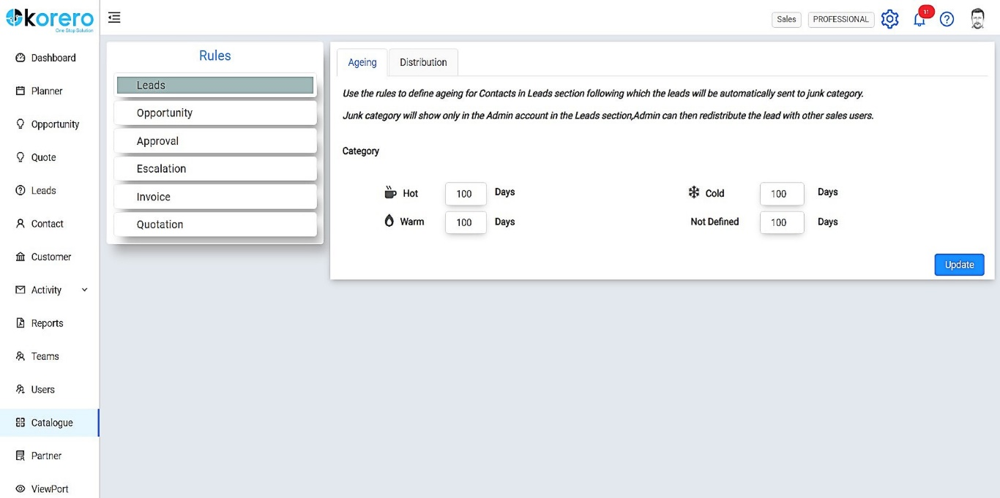 korero
One Stop Solution
Sales
PROFESSIONAL
11
Dashboard
Planner
Opportunity
Quote
Leads
Contact
Customer
Activity
Reports
Teams
Users
Catalogue
Partner
ViewPort
Rules
Leads
Opportunity
Approval
Escalation
Invoice
Quotation
Ageing Distribution
Use the rules to define ageing for Contacts in Leads section following which the leads will be automatically sent to junk category.
Junk category will show only in the Admin account in the Leads section,Admin can then redistribute the lead with other sales users.
Category
Hot 100 Days Cold 100 Days
Warm 100 Days Not Defined 100 Days
Update